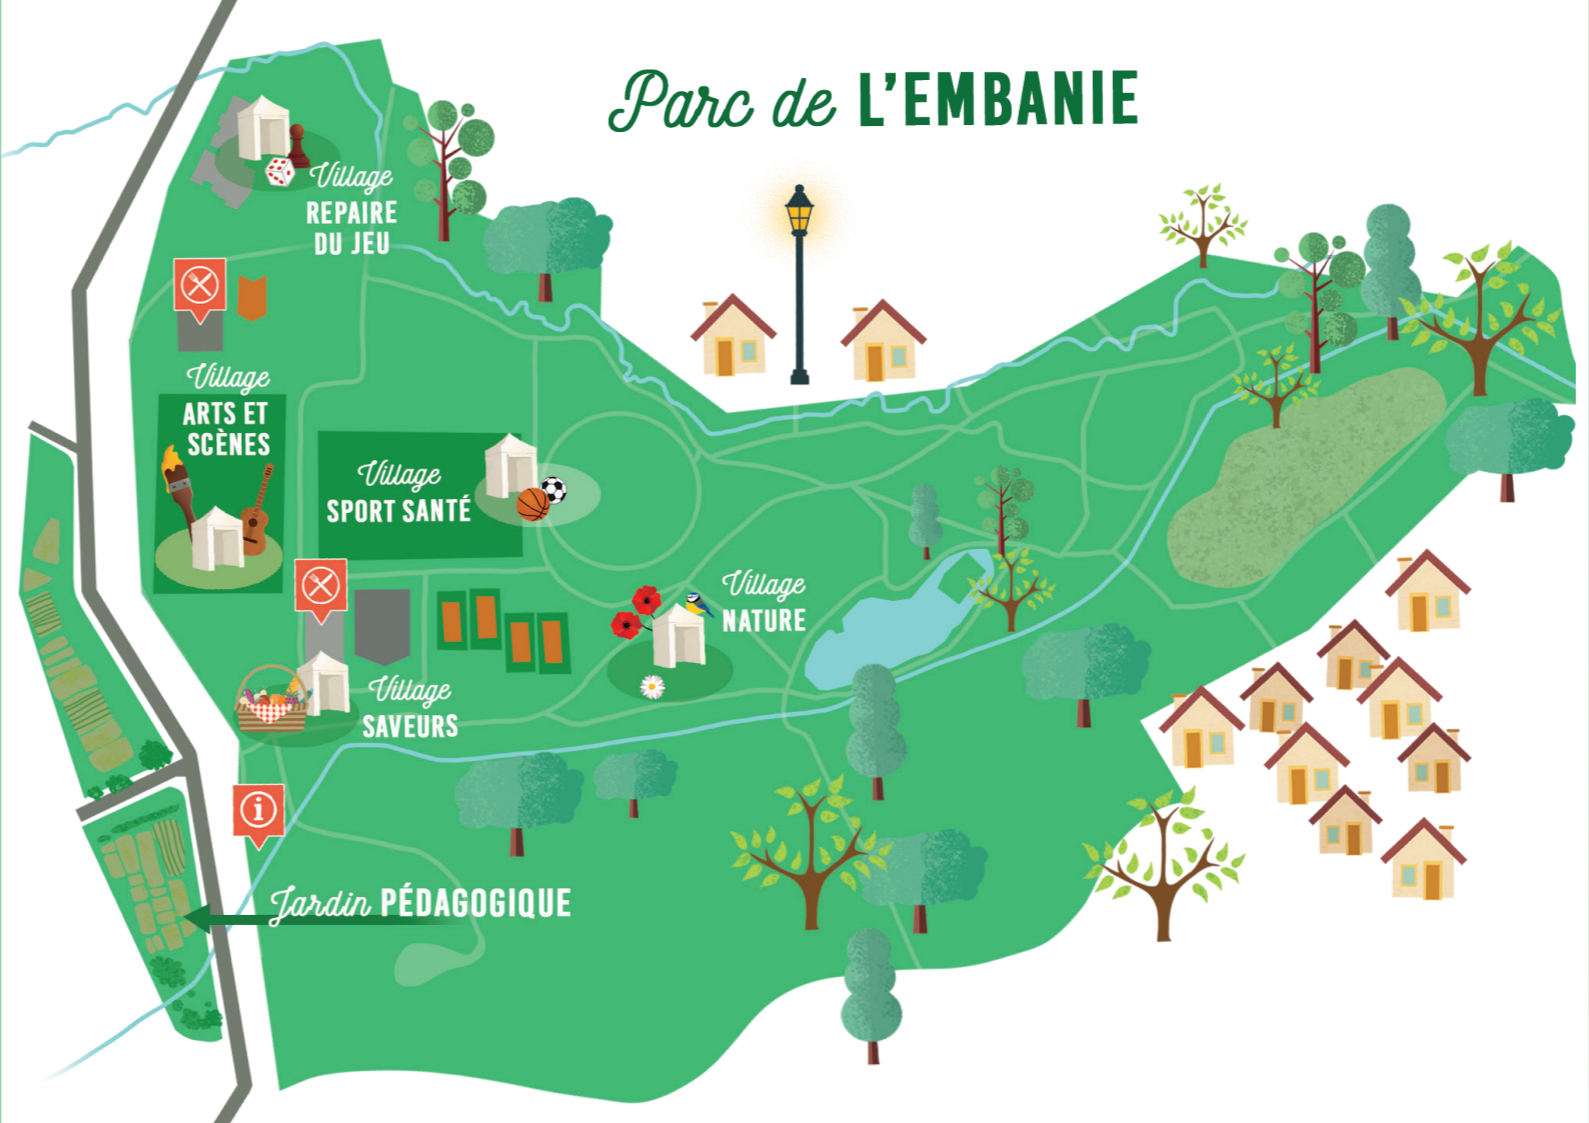 Parc de L'EMBANIE
Village
REPAIRE
DU JEU
Village
ARTS ET
SCÈNES
Village
SPORT SANTÉ
Village
NATURE
Village
SAVEURS
i
Jardin PÉDAGOGIQUE